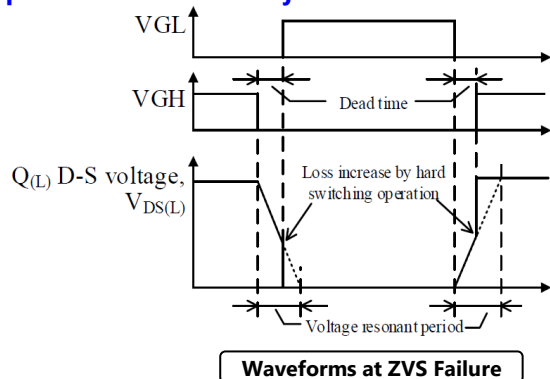 VGL
VGH
Dead time
Q(L) D-S voltage,
VDS(L)
Loss increase by hard
switching operation
Voltage resonant period
Waveforms at ZVS Failure